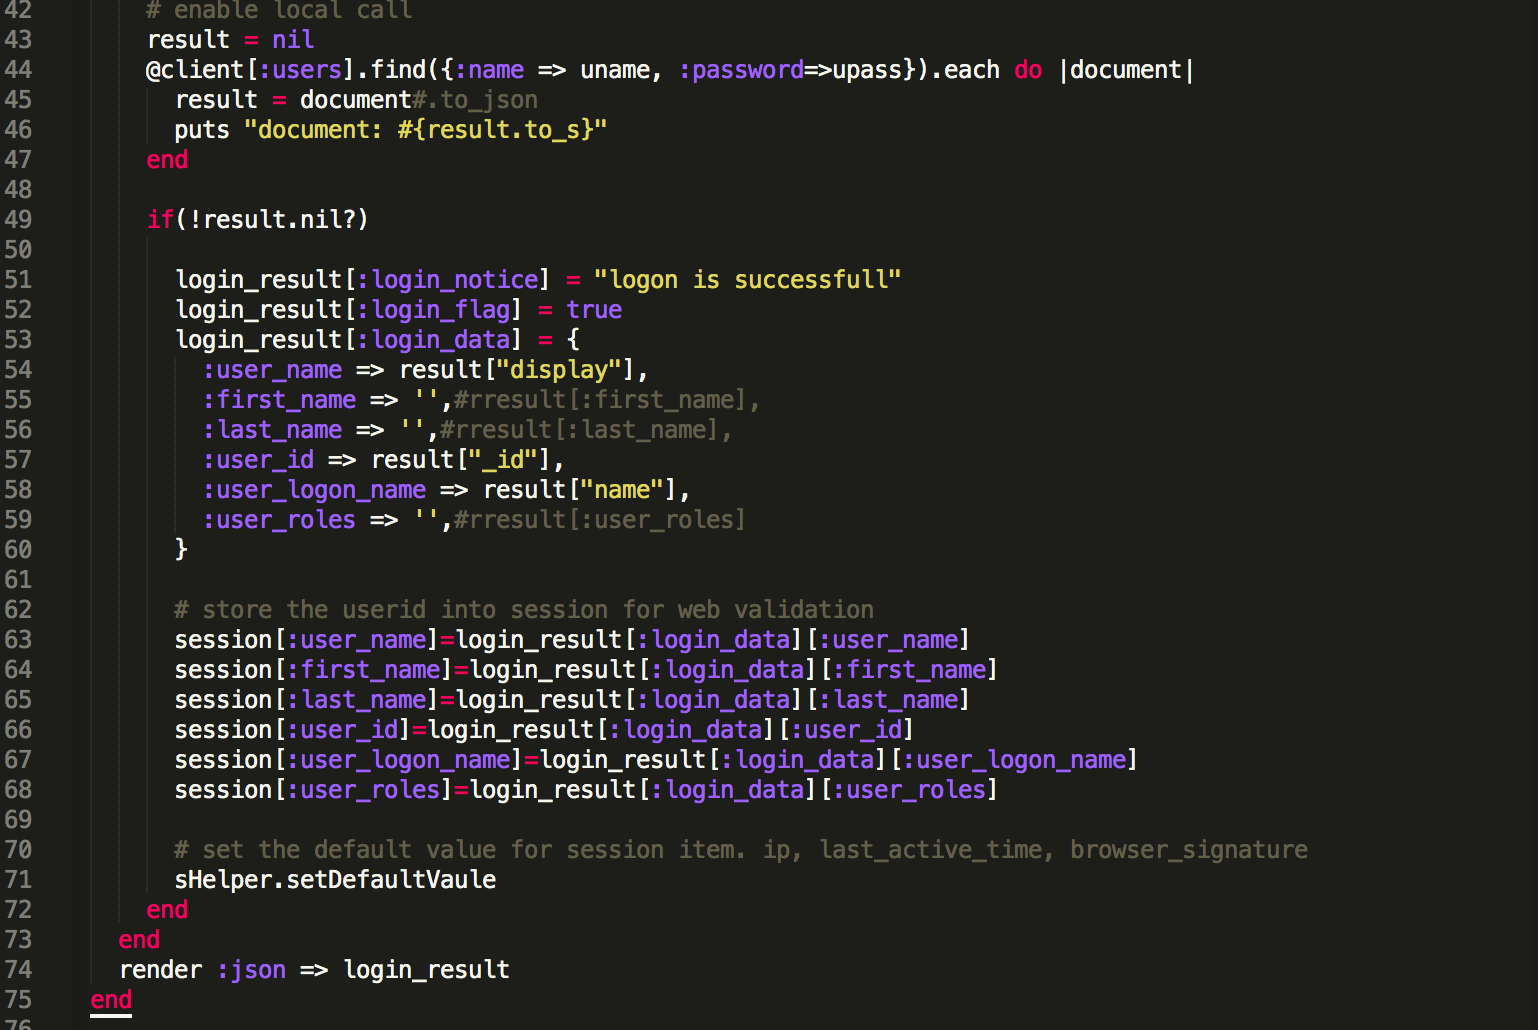 42 # enable local call
43 result = nil
44 @client[:users].find({:name => uname, :password=>upass}).each do |document|
45 result = document#.to_json
46 puts "document: #{result.to_s}"
47 end
48
49 if(!result.nil?)
50
51 login_result[:login_notice] = "logon is successfull"
52 login_result[:login_flag] = true
53 login_result[:login_data] = {
54 :user_name => result["display"],
55 :first_name => '',#rresult[:first_name],
56 :last_name => '',#rresult[:last_name],
57 :user_id => result["_id"],
58 :user_logon_name => result["name"],
59 :user_roles => '',#rresult[:user_roles]
60 }
61
62 # store the userid into session for web validation
63 session[:user_name]=login_result[:login_data][:user_name]
64 session[:first_name]=login_result[:login_data][:first_name]
65 session[:last_name]=login_result[:login_data][:last_name]
66 session[:user_id]=login_result[:login_data][:user_id]
67 session[:user_logon_name]=login_result[:login_data][:user_logon_name]
68 session[:user_roles]=login_result[:login_data][:user_roles]
69
70 # set the default value for session item. ip, last_active_time, browser_signature
71 sHelper.setDefaultVaule
72 end
73 end
74 render :json => login_result
75 end
76